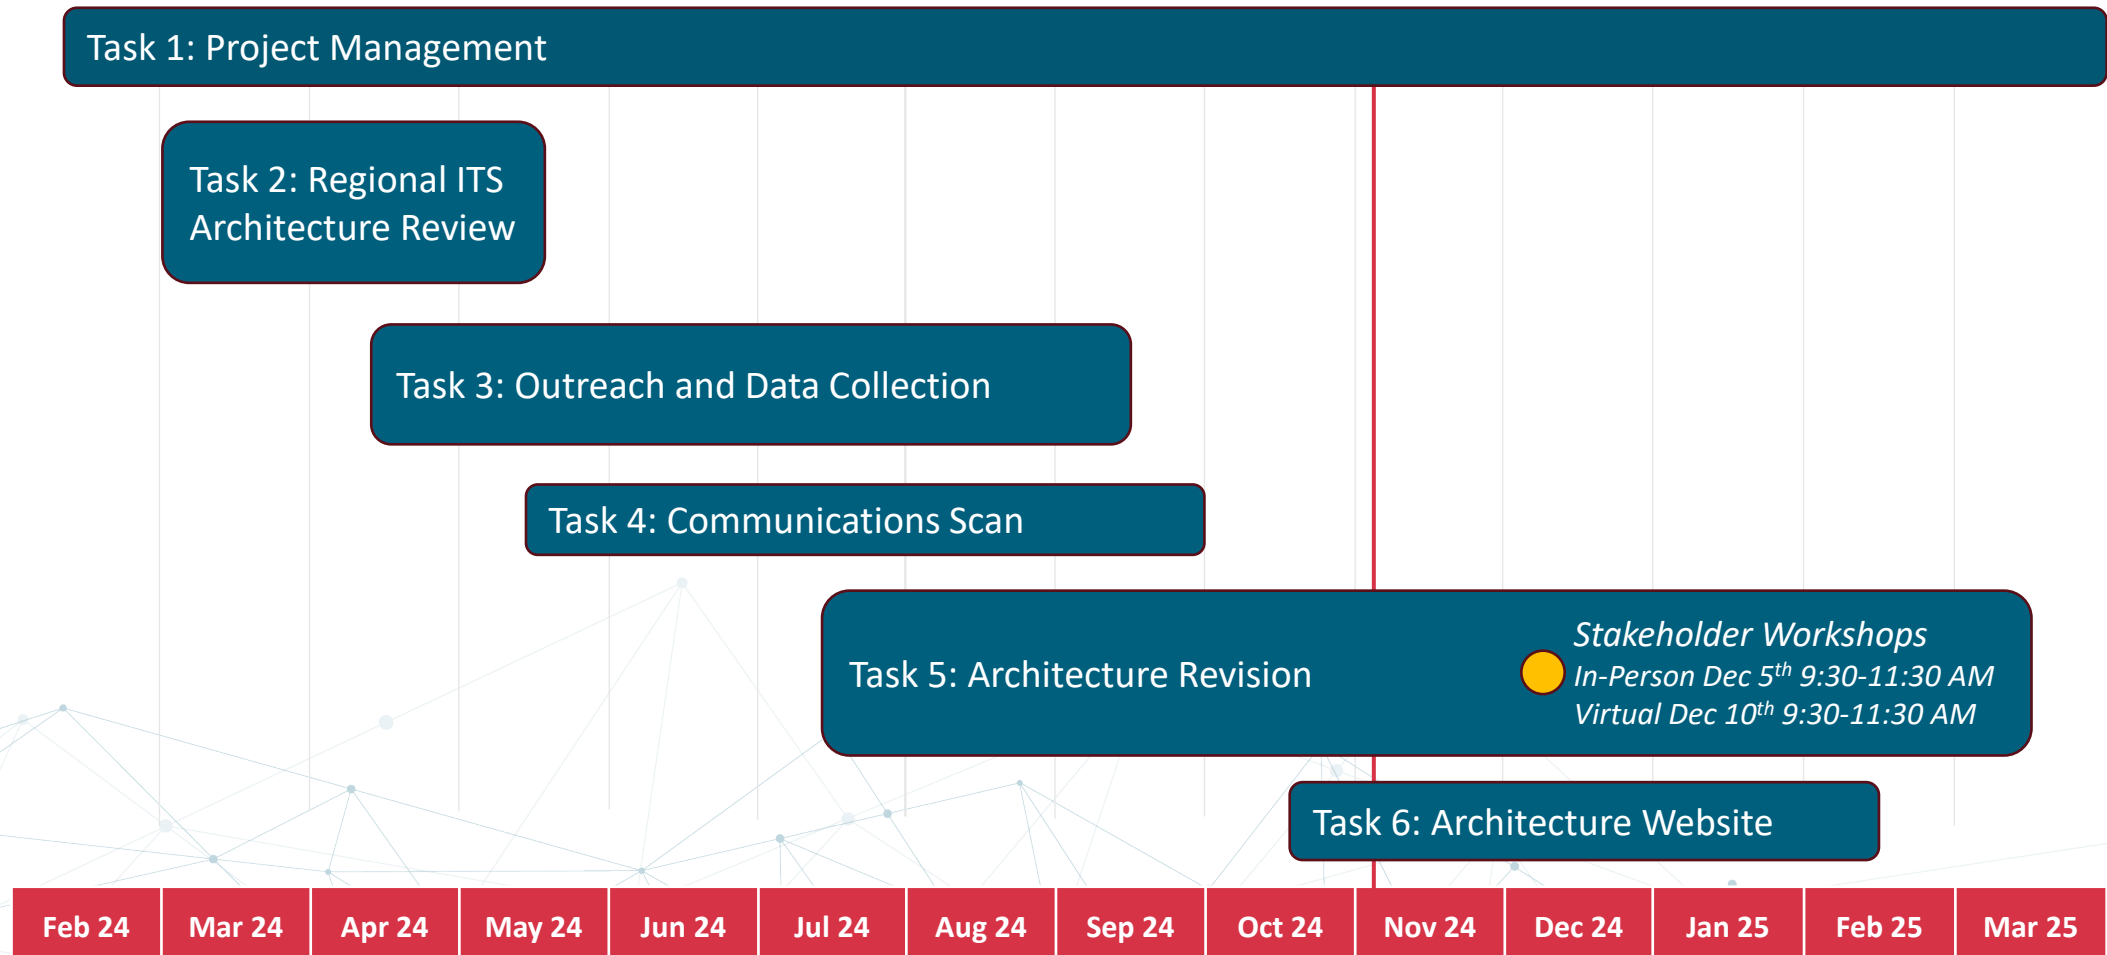 Task 1: Project Management
Task 2: Regional ITS
Architecture Review
Task 3: Outreach and Data Collection
Task 4: Communications Scan
Task 5: Architecture Revision
Stakeholder Workshops
In-Person Dec 5th 9:30-11:30 AM
Virtual Dec 10th 9:30-11:30 AM
Task 6: Architecture Website
Feb 24 Mar 24 Apr 24 May 24 Jun 24 Jul 24 Aug 24 Sep 24 Oct 24 Nov 24 Dec 24 Jan 25 Feb 25 Mar 25